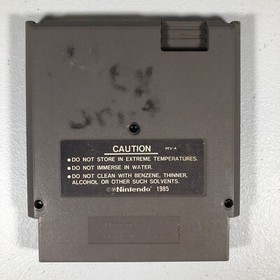 CAUTION
REV-A
• DO NOT STORE IN EXTREME TEMPERATURES.
• DO NOT IMMERSE IN WATER.
• DO NOT CLEAN WITH BENZENE, THINNER,
ALCOHOL OR OTHER SUCH SOLVENTS.
©Nintendo 1985